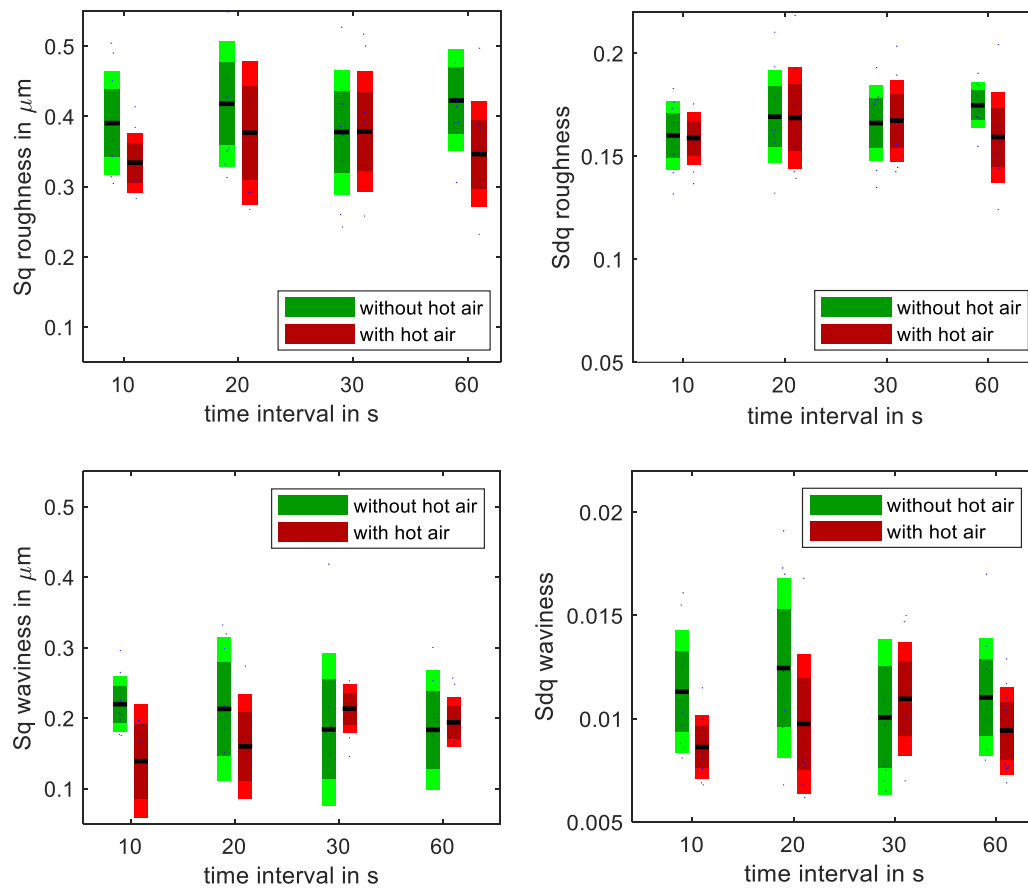 Sq roughness in μm
0.5
0.4
0.3
0.2
0.1
without hot air
with hot air
10 20 30 60
time interval in s
Sdq roughness
0.2
0.15
0.1
0.05
without hot air
with hot air
10 20 30 60
time interval in s
Sq waviness in μm
0.5
0.4
0.3
0.2
0.1
without hot air
with hot air
10 20 30 60
time interval in s
Sdq waviness
0.02
0.015
0.01
0.005
without hot air
with hot air
10 20 30 60
time interval in s